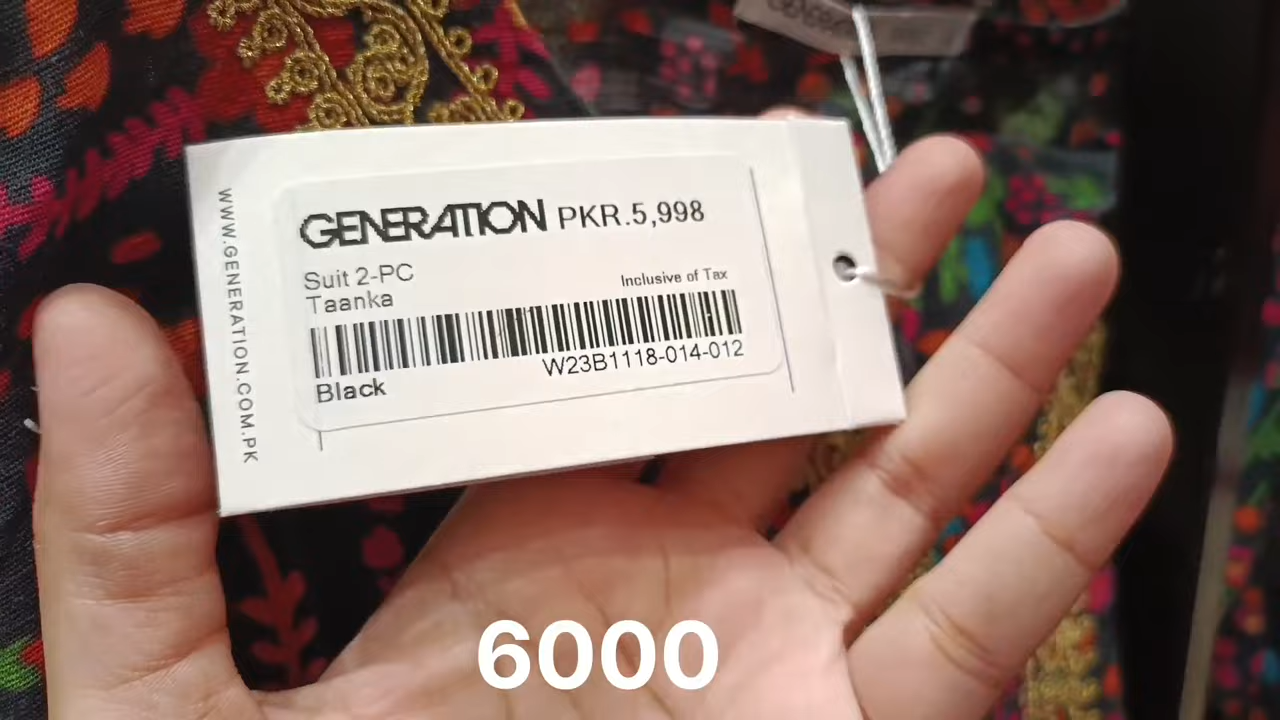 WWW.GENERATION.COM.PK
GENERATION PKR.5,998
Suit 2-PC
Taanka
Inclusive of Tax
W23B1118-014-012
Black
6000